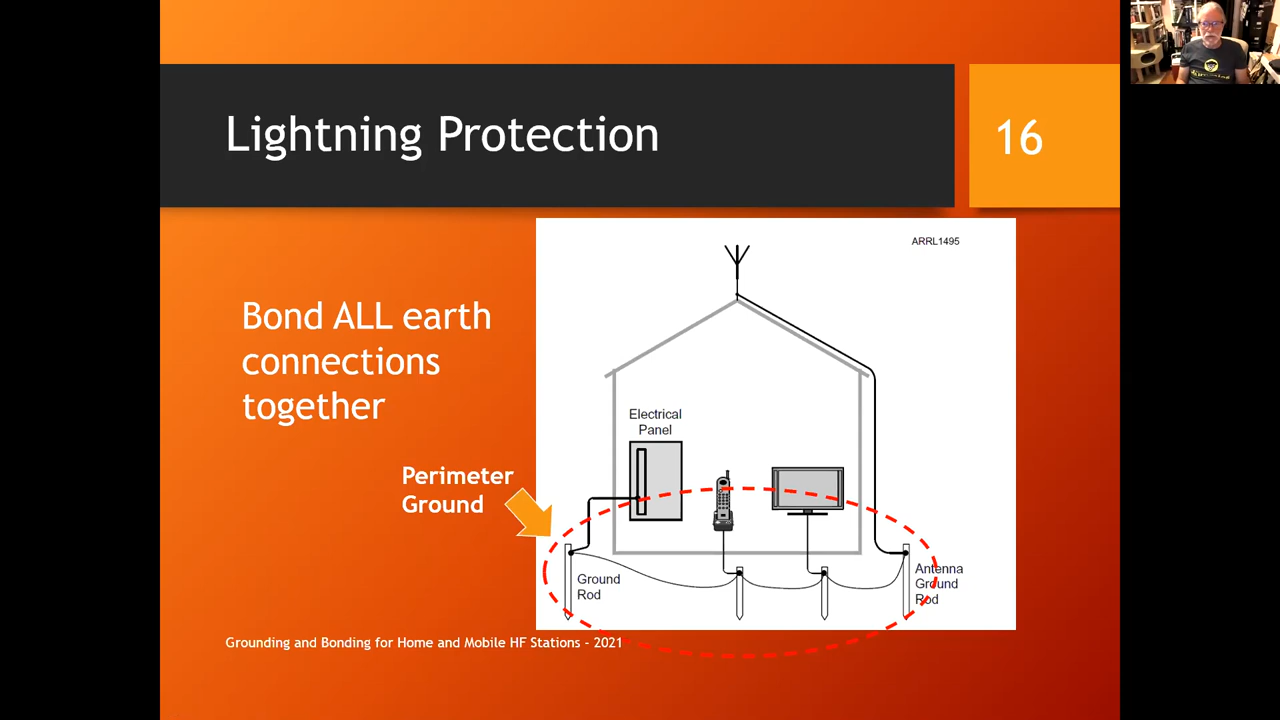 Lightning Protection
16
ARRL1495
Bond ALL earth
connections
together
Electrical
Panel
Perimeter
Ground
Ground
Rod
Antenna
Ground
Rod
Grounding and Bonding for Home and Mobile HF Stations - 2021